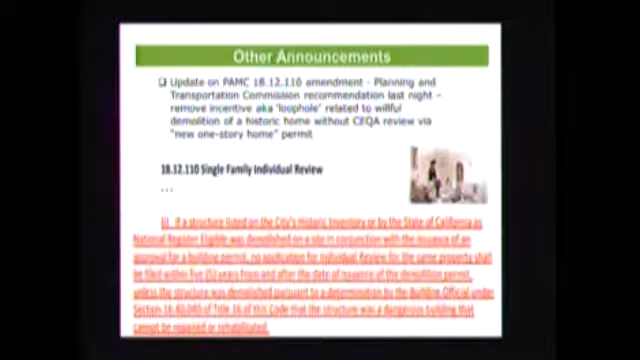 Other Announcements
❑ Update on PAMC 18.12.110 amendment - Planning and
Transportation Commission recommendation last night –
remove incentive aka 'loophole' related to willful
demolition of a historic home without CEQA review via
"new one-story home" permit
18.12.110 Single Family Individual Review
...
If a structure listed on the City's Historic Inventory or by the State of California as
National Register Eligible was demolished on a site in conjunction with the issuance of an
approval for a building permit, no application for Individual Review for the same property shall
be filed within five (5) years from and after the date of issuance of the demolition permit,
unless the structure was demolished pursuant to a determination by the Building Official under
Section 16.40.040 of Title 16 of this Code that the structure was a dangerous building that
cannot be repaired or rehabilitated.